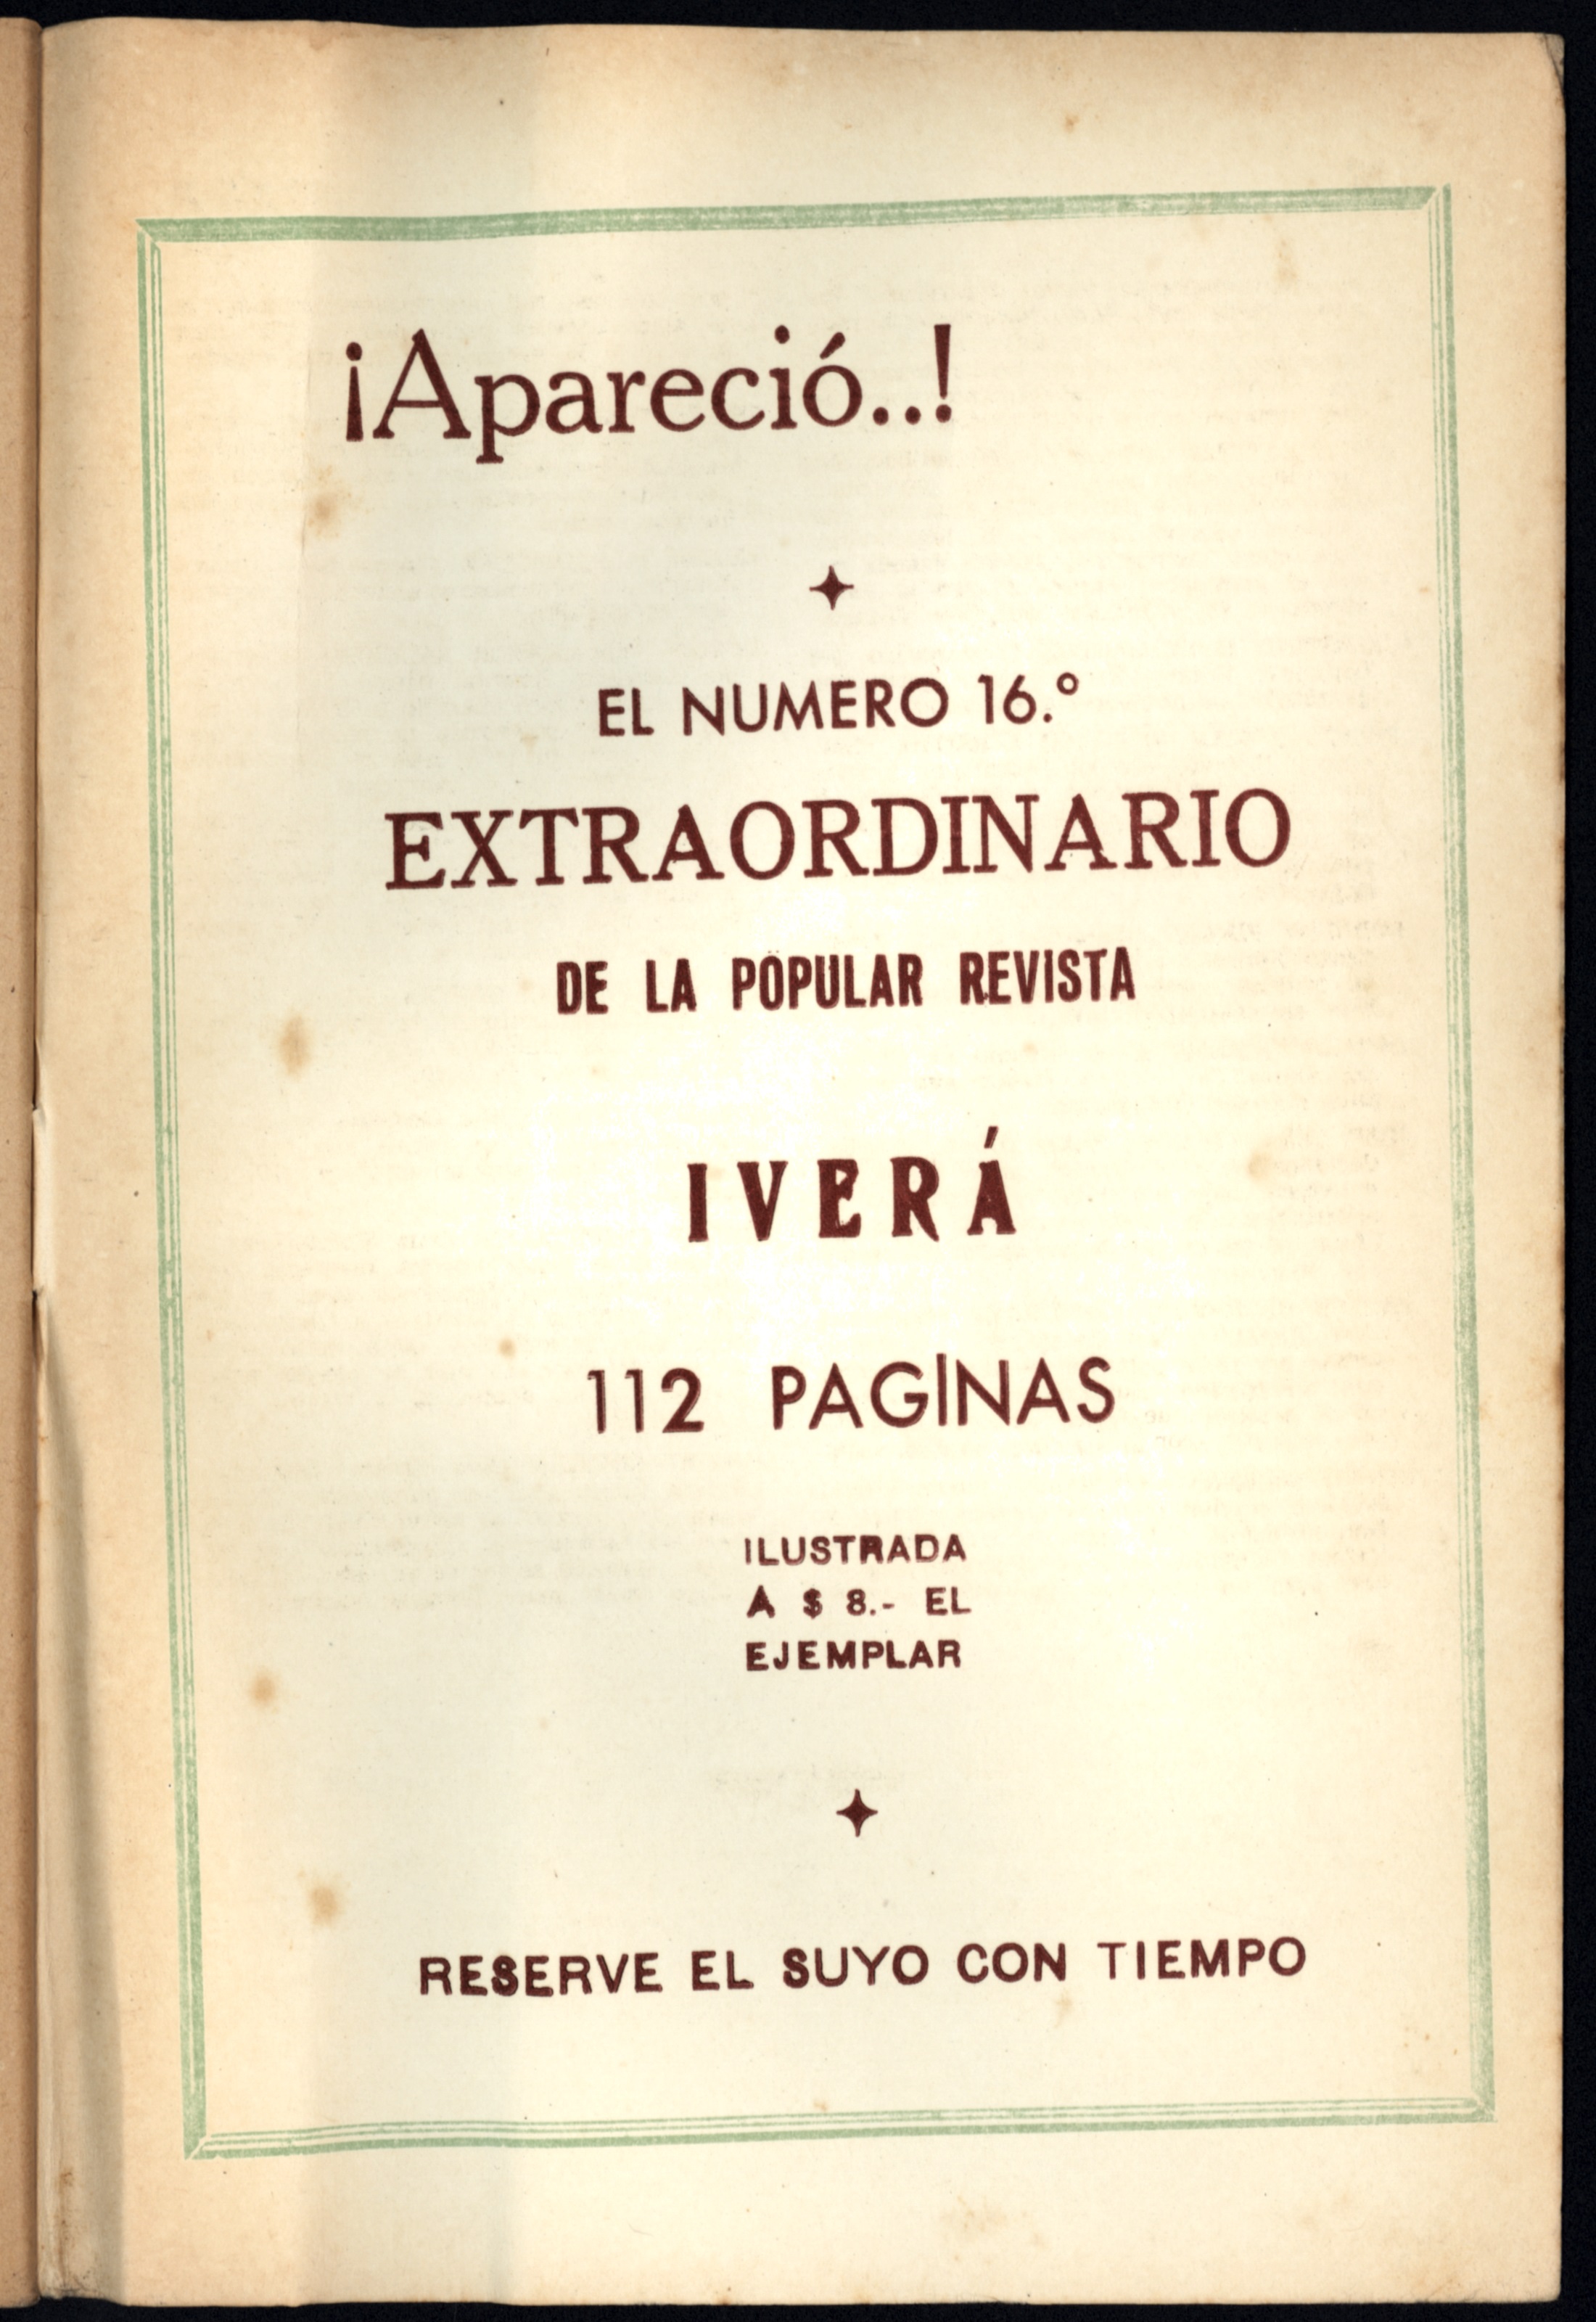 ¡Apareció..!
EL NUMERO 16.º
EXTRAORDINARIO
DE LA POPULAR REVISTA
IVERÁ
112 PAGINAS
ILUSTRADA
A $ 8.- EL
EJEMPLAR
RESERVE EL SUYO CON TIEMPO